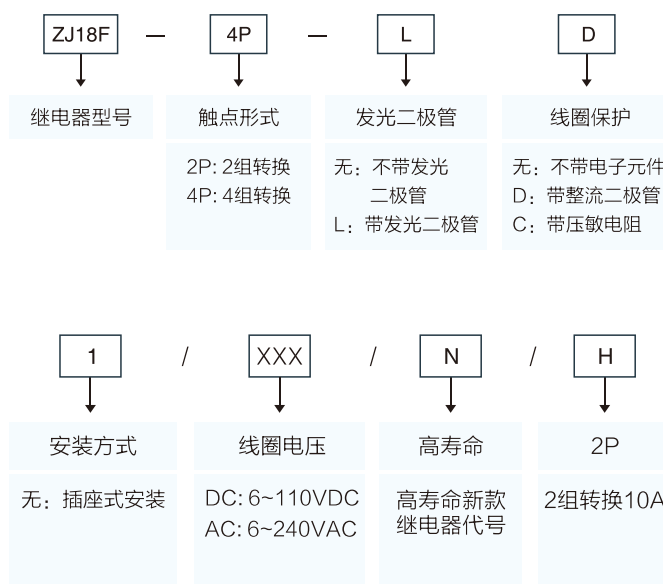 ZJ18F — 4P — L D
继电器型号 触点形式 发光二极管 线圈保护
2P: 2组转换 无：不带发光 无：不带电子元件
4P: 4组转换 二极管 D：带整流二极管
L：带发光二极管 C：带压敏电阻
1 / XXX / N / H
安装方式 线圈电压 高寿命 2P
无：插座式安装 DC: 6~110VDC 高寿命新款 2组转换10A
AC: 6~240VAC 继电器代号